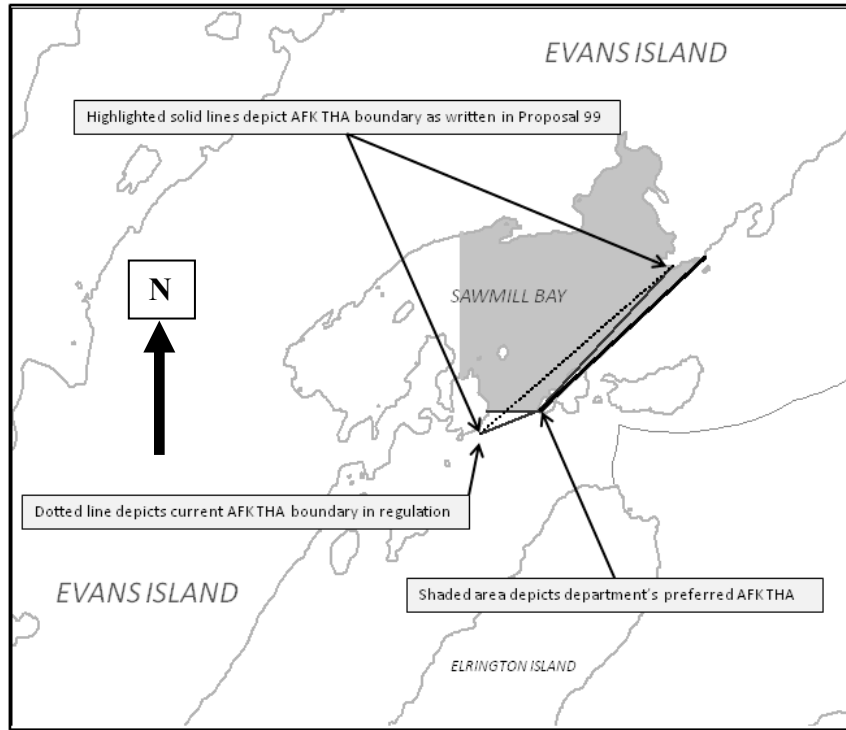 EVANS ISLAND
Highlighted solid lines depict AFK THA boundary as written in Proposal 99
N
SAWMILL BAY
Dotted line depicts current AFK THA boundary in regulation
EVANS ISLAND
Shaded area depicts department's preferred AFK THA
ELRINGTON ISLAND